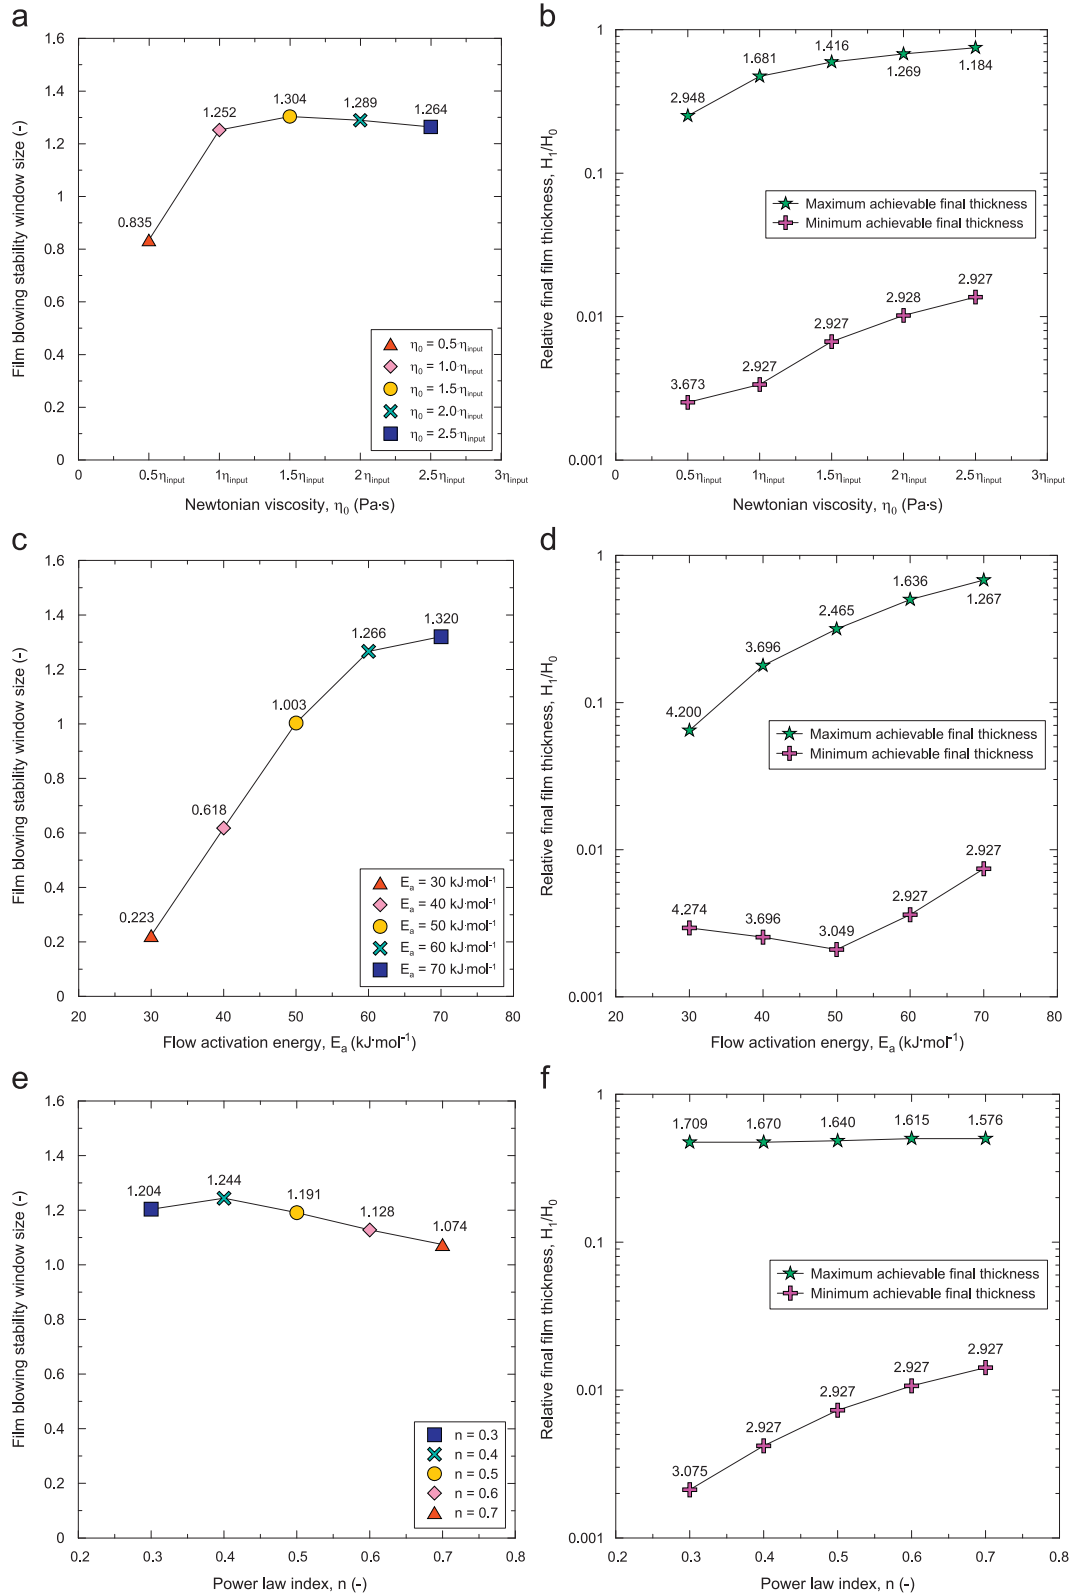 a
1.6
1.4
1.2
1
0.8
0.6
0.4
0.2
0
Film blowing stability window size (-)
0.835
1.252
1.304
1.289
1.264
η0 = 0.5·ηinput
η0 = 1.0·ηinput
η0 = 1.5·ηinput
η0 = 2.0·ηinput
η0 = 2.5·ηinput
0 0.5ηinput 1ηinput 1.5ηinput 2ηinput 2.5ηinput 3ηinput
Newtonian viscosity, η0 (Pa·s)
b
1
0.1
0.01
0.001
Relative final film thickness, H1/H0
2.948
1.681
1.416
1.269
1.184
Maximum achievable final thickness
Minimum achievable final thickness
3.673
2.927
2.927
2.928
2.927
0 0.5ηinput 1ηinput 1.5ηinput 2ηinput 2.5ηinput 3ηinput
Newtonian viscosity, η0 (Pa·s)
c
1.6
1.4
1.2
1
0.8
0.6
0.4
0.2
0
Film blowing stability window size (-)
0.223
0.618
1.003
1.266
1.320
Ea = 30 kJ·mol-1
Ea = 40 kJ·mol-1
Ea = 50 kJ·mol-1
Ea = 60 kJ·mol-1
Ea = 70 kJ·mol-1
20 30 40 50 60 70 80
Flow activation energy, Ea (kJ·mol-1)
d
1
0.1
0.01
0.001
Relative final film thickness, H1/H0
4.200
3.696
2.465
1.636
1.267
Maximum achievable final thickness
Minimum achievable final thickness
4.274
3.696
3.049
2.927
2.927
20 30 40 50 60 70 80
Flow activation energy, Ea (kJ·mol-1)
e
1.6
1.4
1.2
1
0.8
0.6
0.4
0.2
0
Film blowing stability window size (-)
1.204
1.244
1.191
1.128
1.074
n = 0.3
n = 0.4
n = 0.5
n = 0.6
n = 0.7
0.2 0.3 0.4 0.5 0.6 0.7 0.8
Power law index, n (-)
f
1
0.1
0.01
0.001
Relative final film thickness, H1/H0
1.709
1.670
1.640
1.615
1.576
Maximum achievable final thickness
Minimum achievable final thickness
3.075
2.927
2.927
2.927
2.927
0.2 0.3 0.4 0.5 0.6 0.7 0.8
Power law index, n (-)